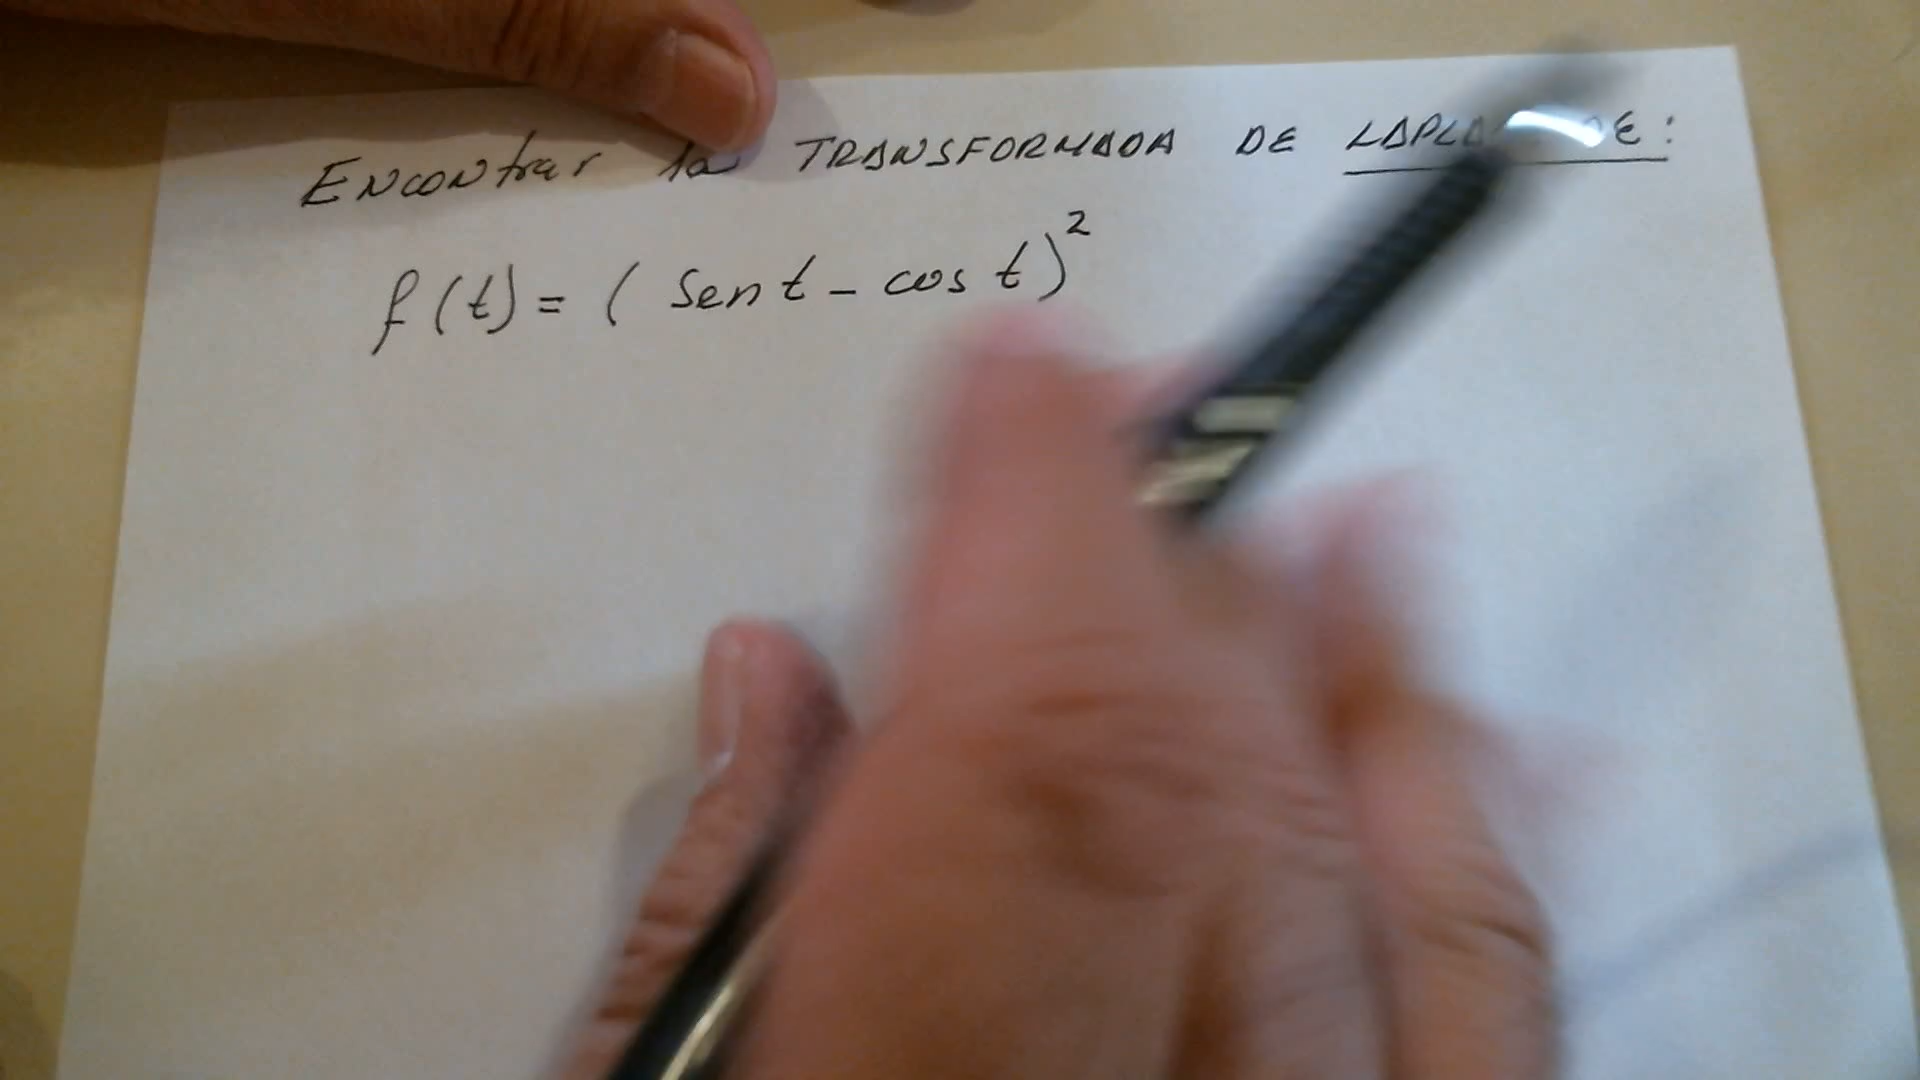 Encontrar la TRANSFORMADA DE
f(t) = ( sen t - cos t)²